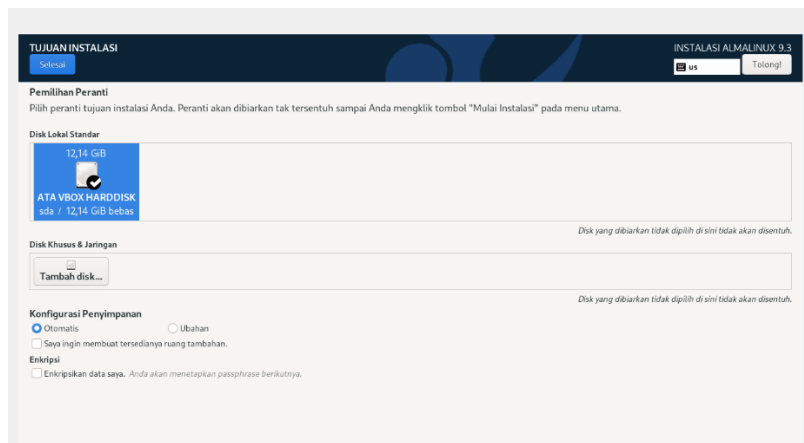 TUJUAN INSTALASI
INSTALASI ALMALINUX 9.3
Selesai
us
Tolong!
Pemilihan Peranti
Pilih peranti tujuan instalasi Anda. Peranti akan dibiarkan tak tersentuh sampai Anda mengklik tombol "Mulai Instalasi" pada menu utama.
Disk Lokal Standar
12,14 GiB
ATA VBOX HARDDISK
sda / 12,14 GiB bebas
Disk yang dibiarkan tidak dipilih di sini tidak akan disentuh.
Disk Khusus & Jaringan
Tambah disk...
Disk yang dibiarkan tidak dipilih di sini tidak akan disentuh.
Konfigurasi Penyimpanan
Otomatis
Ubahan
Saya ingin membuat tersedianya ruang tambahan.
Enkripsi
Enkripsikan data saya. Anda akan menetapkan passphrase berikutnya.